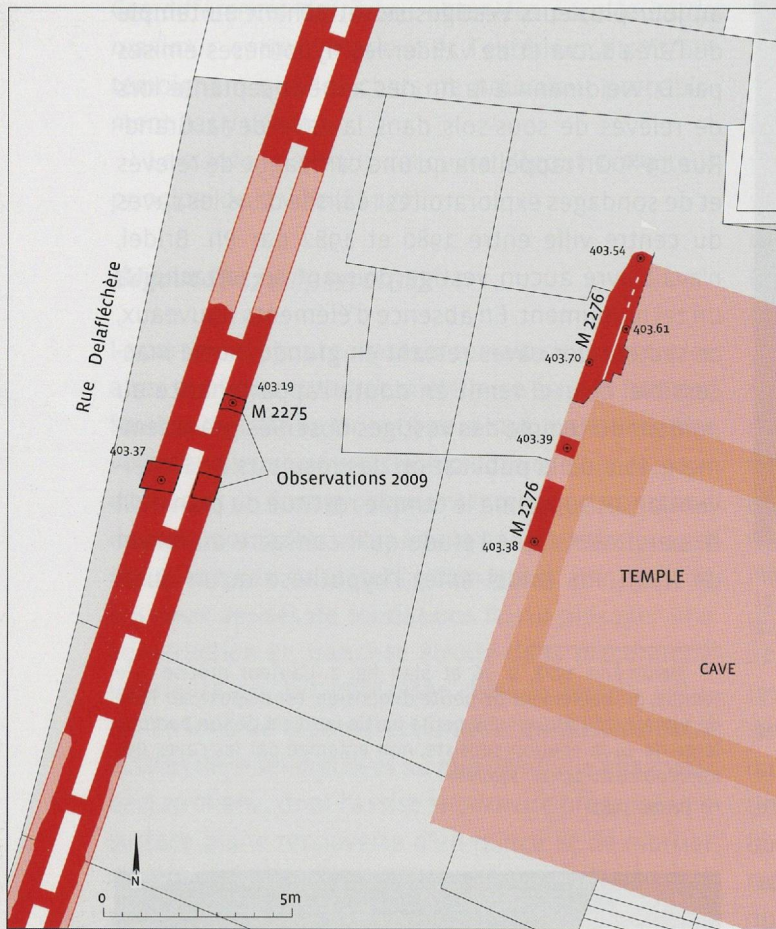 403.54
M 2276
403.61
403.70
Rue Delafléchère
403.19
M 2275
403.39
403.37
Observations 2009
M 2276
403.38
TEMPLE
CAVE
N
0
5m